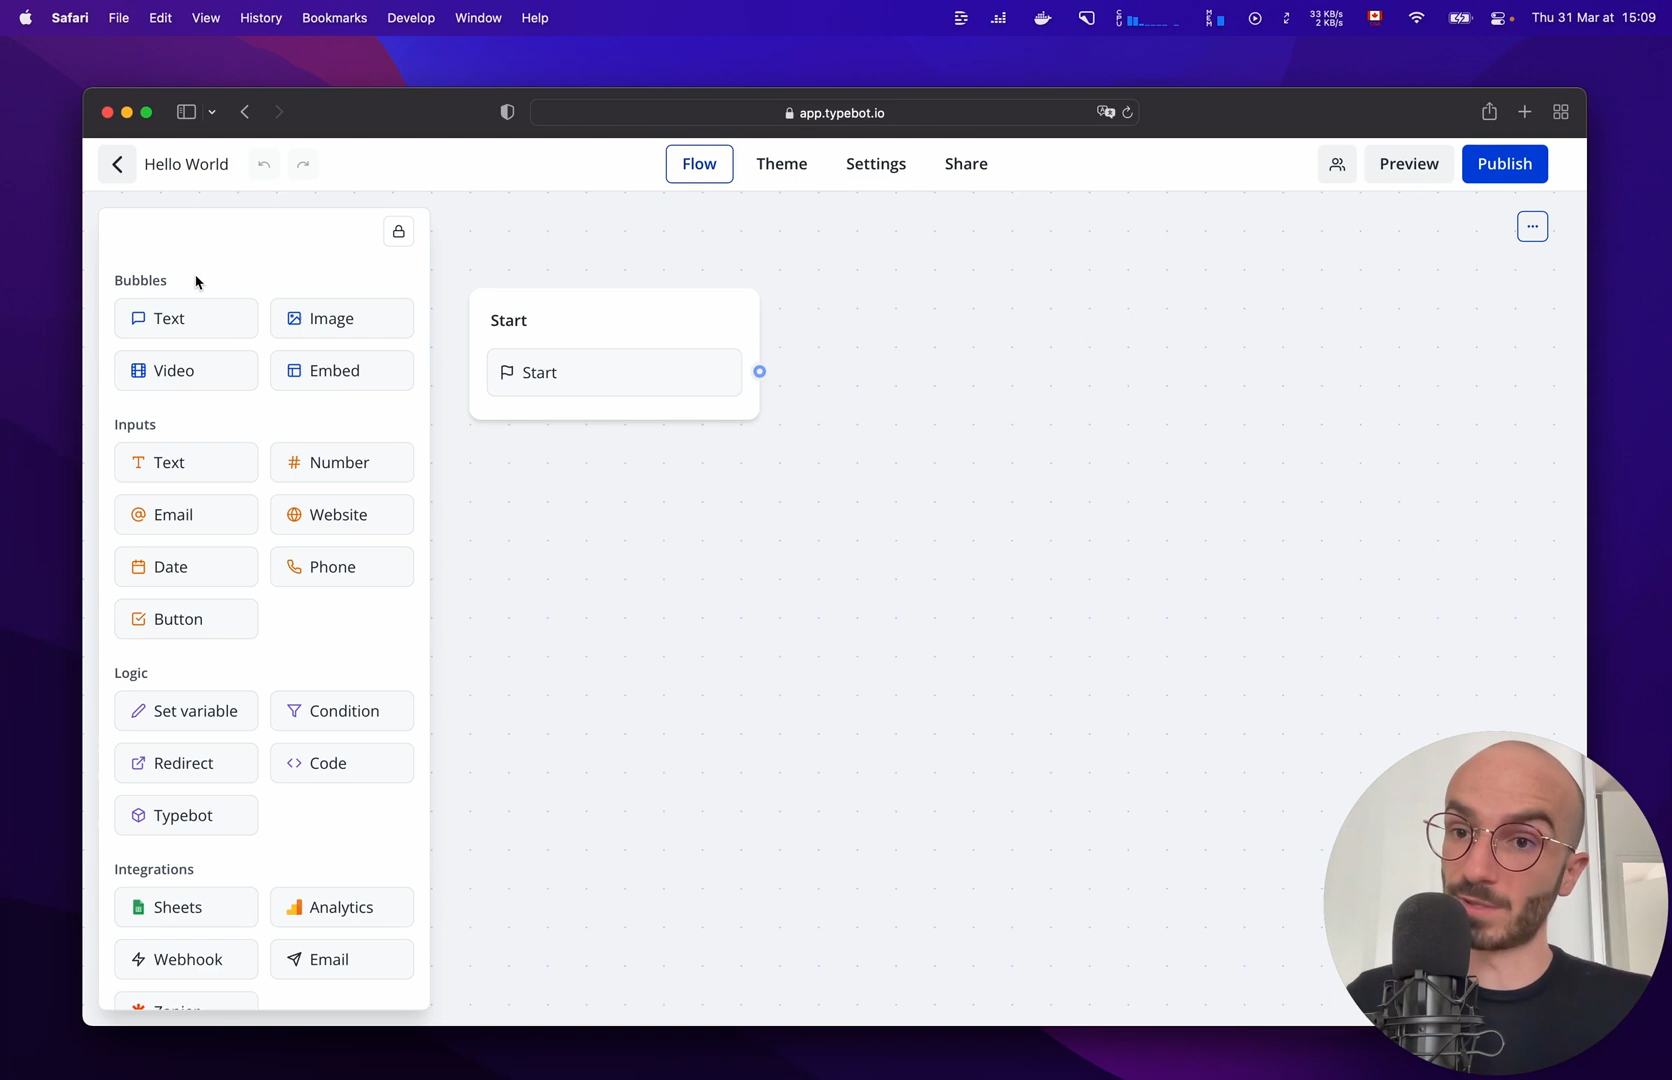 Safari File Edit View History Bookmarks Develop Window Help CPU MEM 33 KB/s 2 KB/s Thu 31 Mar at 15:09
app.typebot.io
Hello World Flow Theme Settings Share Preview Publish
Bubbles
Text Image
Video Embed
Inputs
Text Number
Email Website
Date Phone
Button
Logic
Set variable Condition
Redirect Code
Typebot
Integrations
Sheets Analytics
Webhook Email
Start
Start